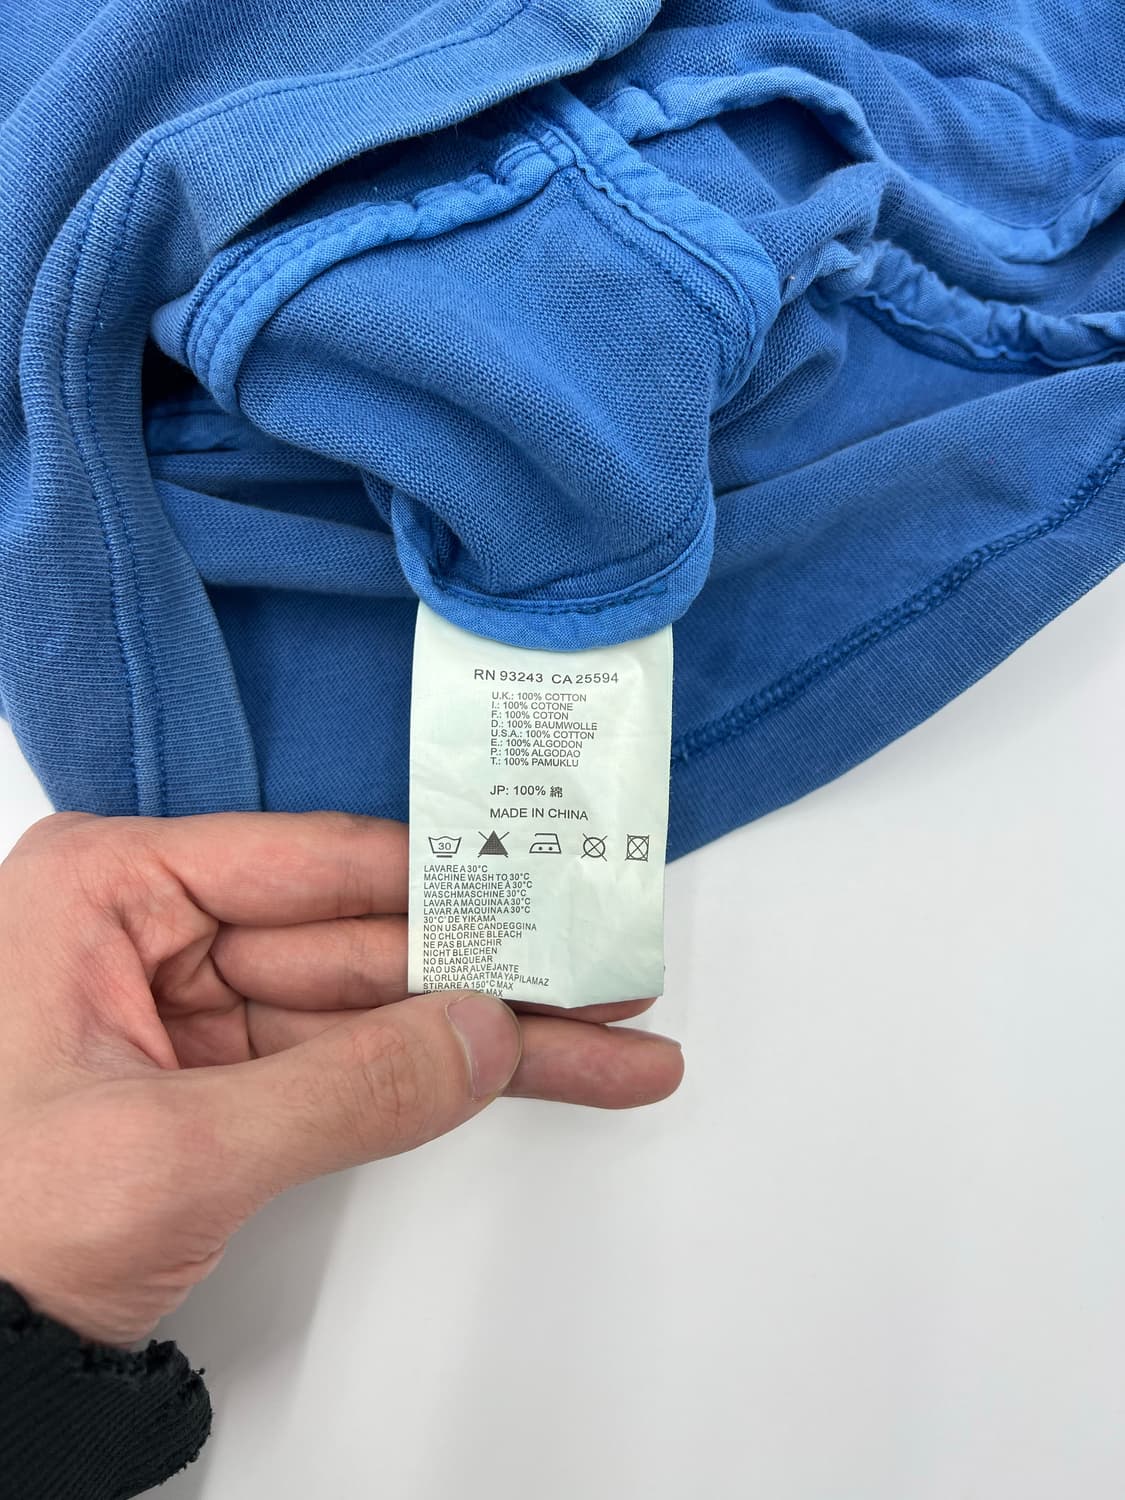 RN 93243 CA 25594
U.K.: 100% COTTON
I.: 100% COTONE
F.: 100% COTON
D.: 100% BAUMWOLLE
U.S.A.: 100% COTTON
E.: 100% ALGODON
P.: 100% ALGODAO
T.: 100% PAMUKLU
JP: 100% 綿
MADE IN CHINA
30
LAVARE A 30°C
MACHINE WASH TO 30°C
LAVER A MACHINE À 30°C
WASCHMASCHINE 30°C
LAVAR A MÁQUINA A 30°C
LAVAR A MAQUINA A 30°C
30°C' DE YIKAMA
NON USARE CANDEGGINA
NO CHLORINE BLEACH
NE PAS BLANCHIR
NICHT BLEICHEN
NO BLANQUEAR
NAO USAR ALVEJANTE
KLORLU AĞARTMA YAPILAMAZ
STIRARE A 150°C MAX
MAX